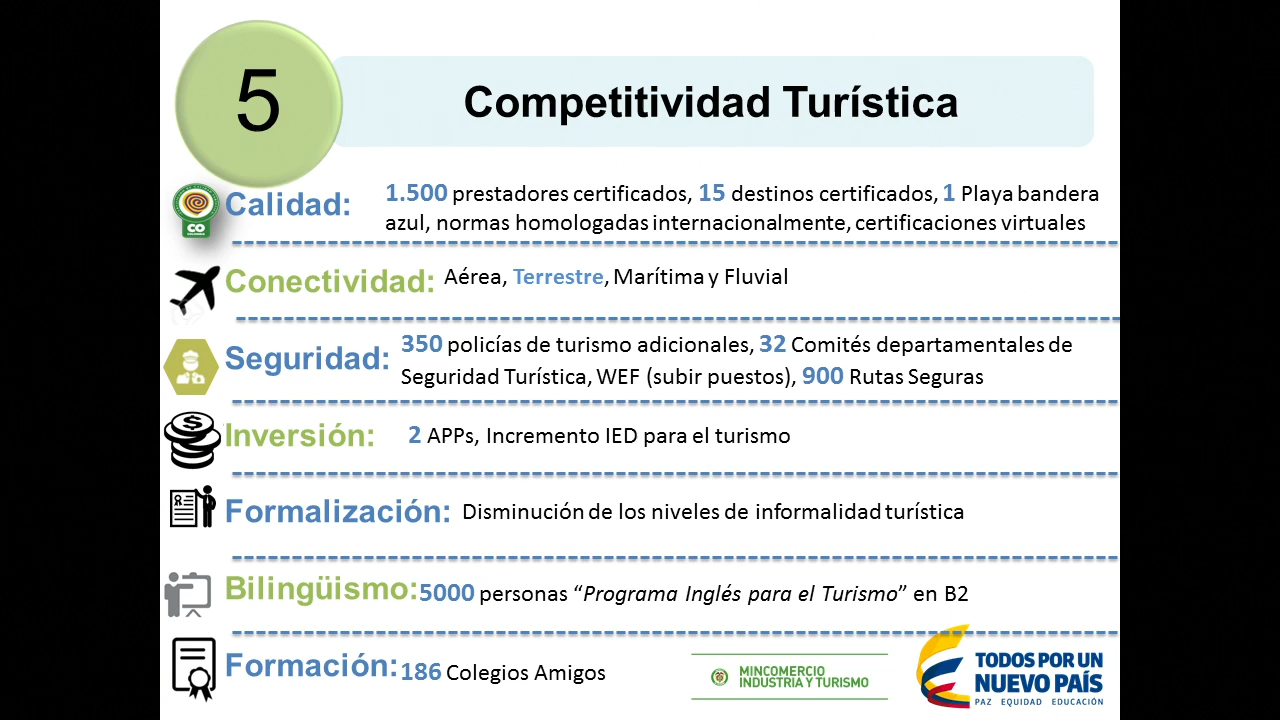 5
Competitividad Turística
Calidad: 1.500 prestadores certificados, 15 destinos certificados, 1 Playa bandera
azul, normas homologadas internacionalmente, certificaciones virtuales
CO
Conectividad: Aérea, Terrestre, Marítima y Fluvial
Seguridad: 350 policías de turismo adicionales, 32 Comités departamentales de
Seguridad Turística, WEF (subir puestos), 900 Rutas Seguras
Inversión: 2 APPs, Incremento IED para el turismo
Formalización: Disminución de los niveles de informalidad turística
Bilingüismo: 5000 personas “Programa Inglés para el Turismo” en B2
Formación: 186 Colegios Amigos
MINCOMERCIO
INDUSTRIA Y TURISMO
TODOS POR UN
NUEVO PAÍS
PAZ EQUIDAD EDUCACIÓN